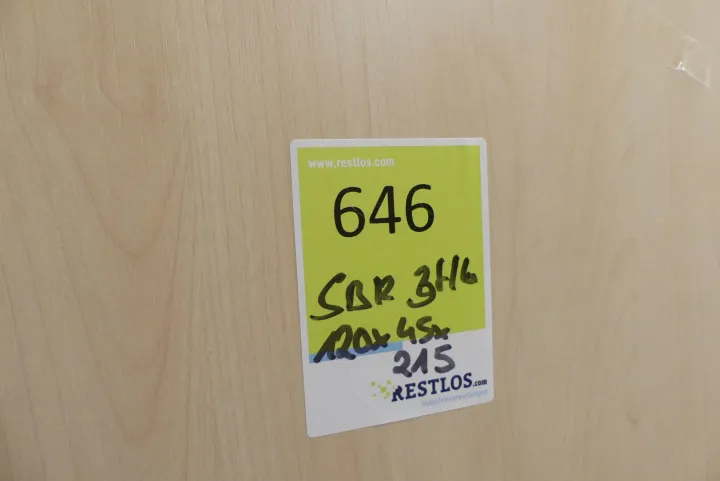 www.restlos.com
646
SBR 3H6
120x45x
215
RESTLOS.com